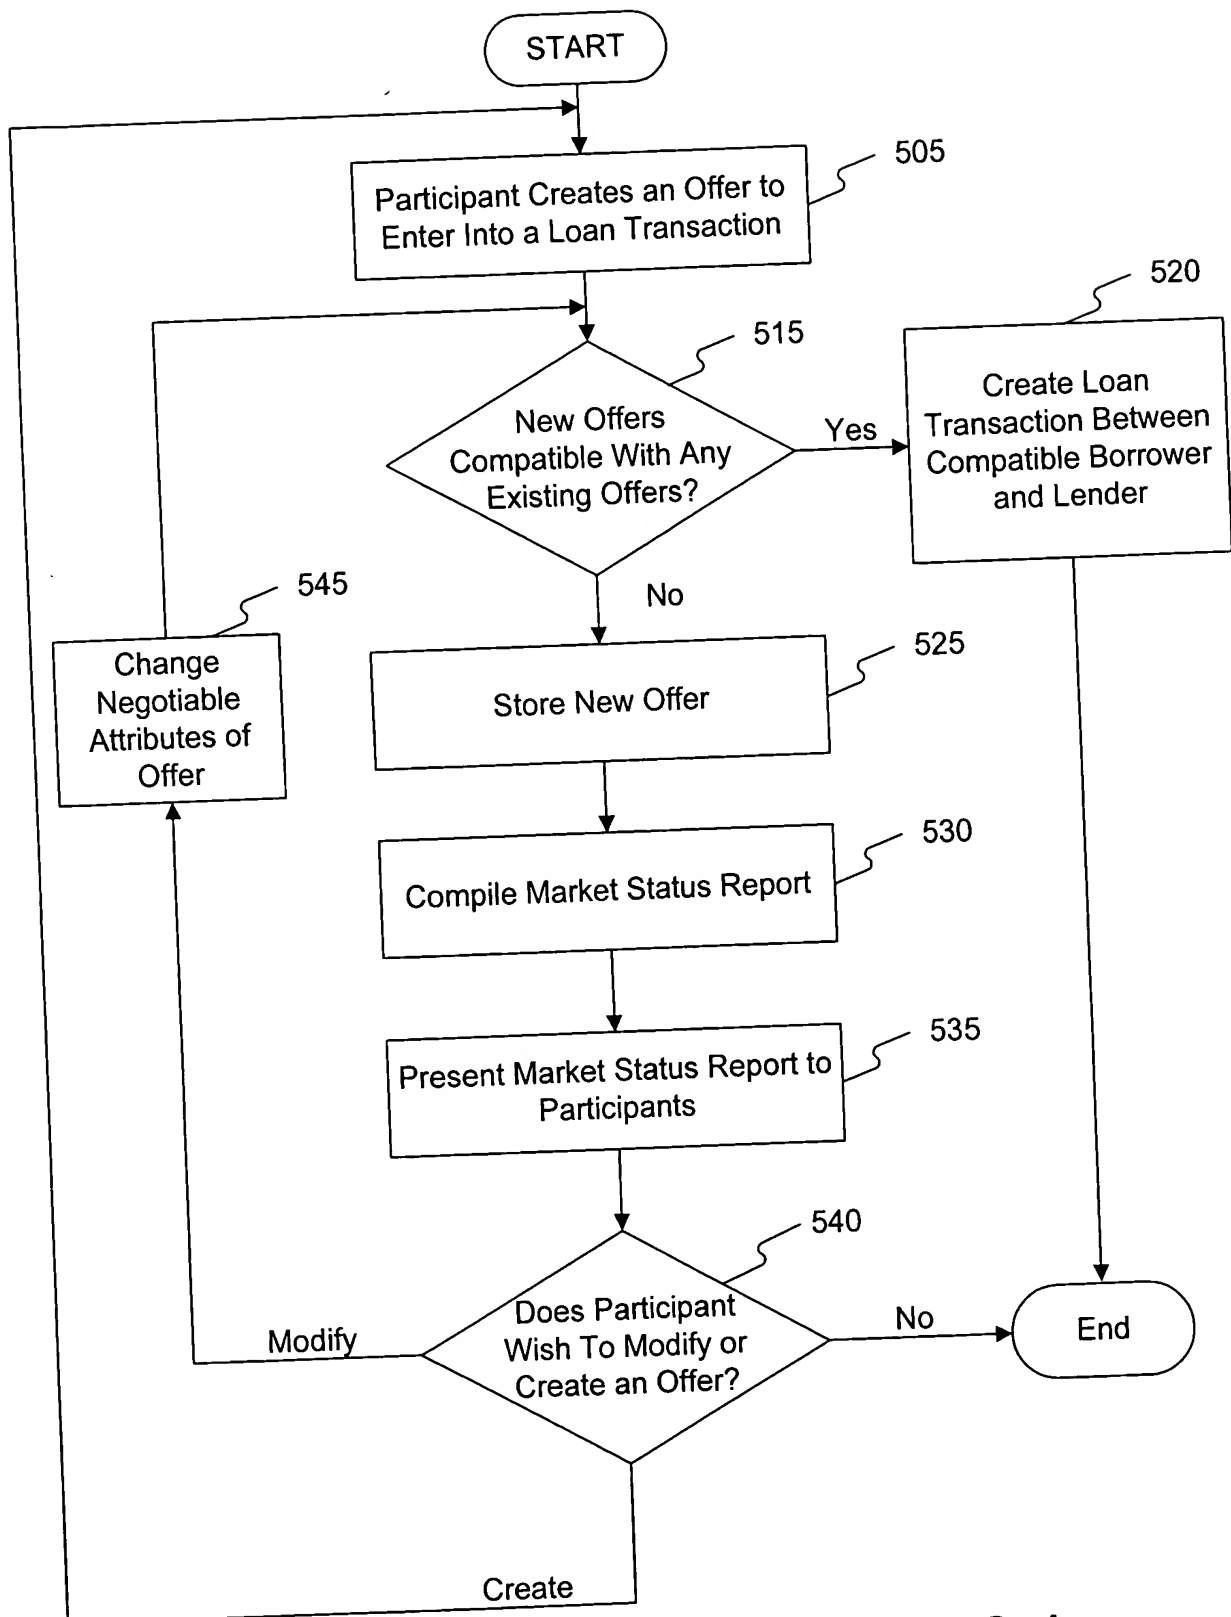 START
505
Participant Creates an Offer to
Enter Into a Loan Transaction
520
515
Create Loan
Transaction Between
Compatible Borrower
and Lender
New Offers
Compatible With Any
Existing Offers?
Yes
No
545
Change
Negotiable
Attributes of
Offer
525
Store New Offer
530
Compile Market Status Report
535
Present Market Status Report to
Participants
540
Does Participant
Wish To Modify or
Create an Offer?
Modify
No
End
Create